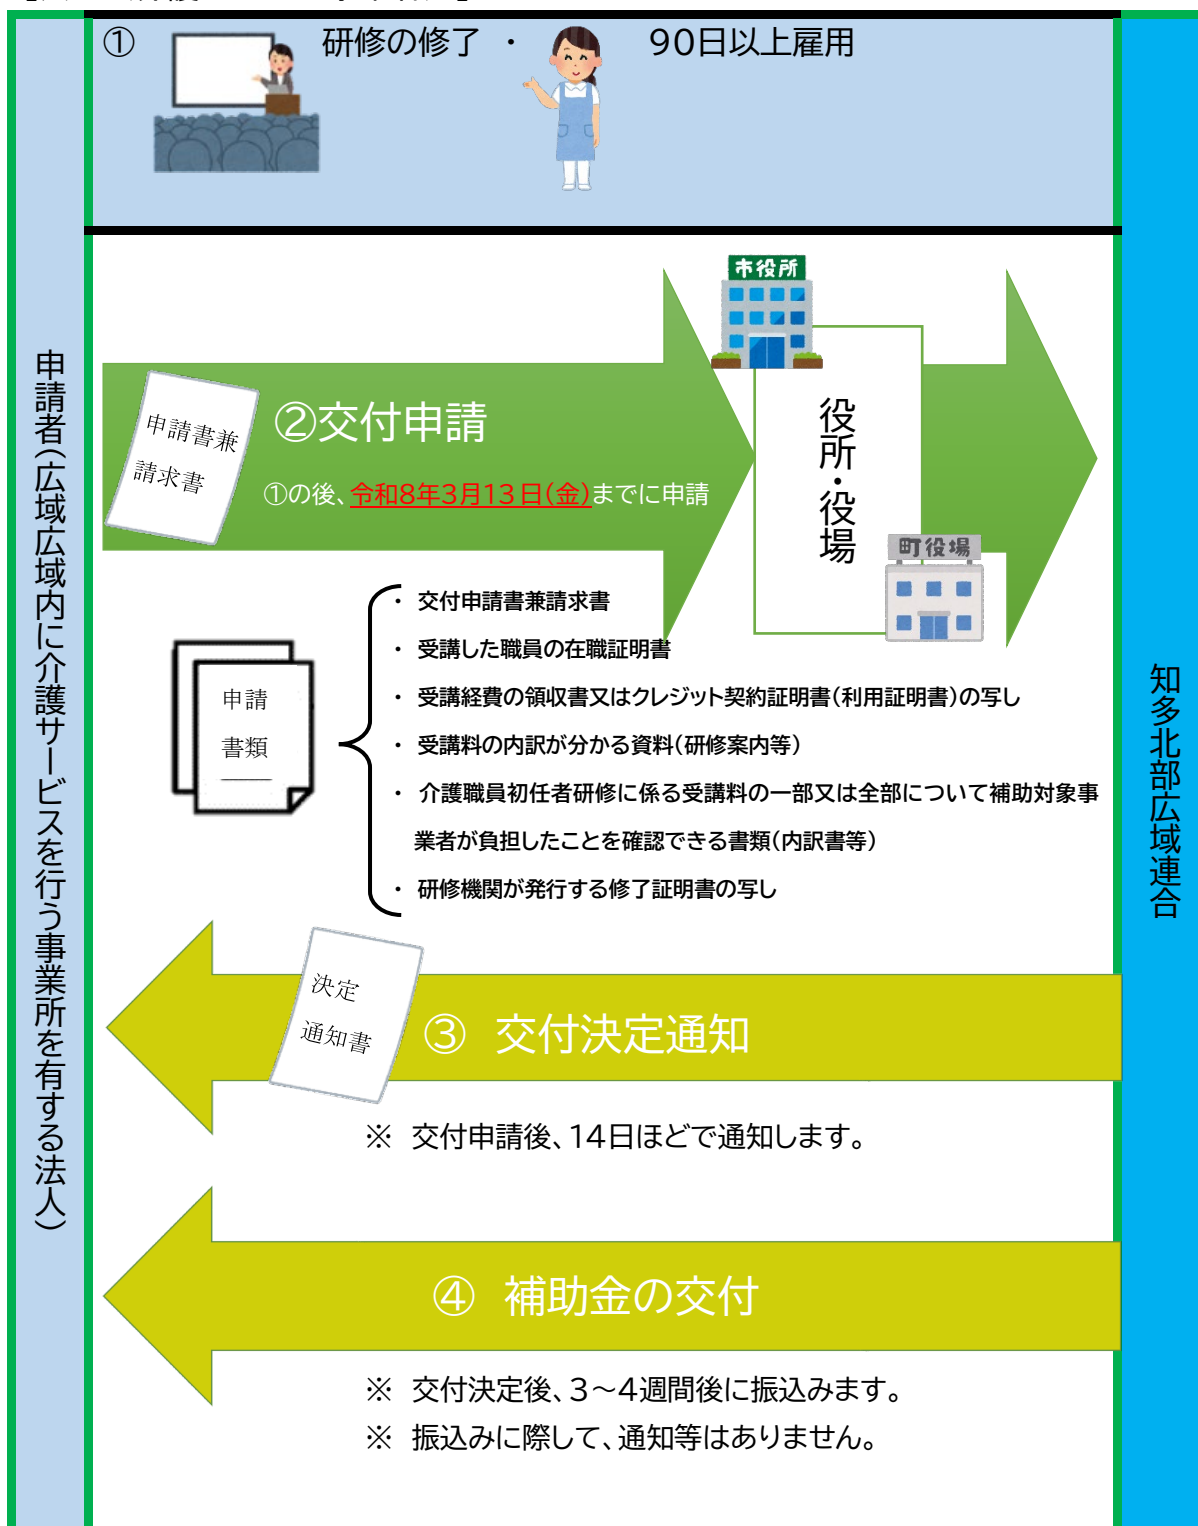 ① 研修の修了 ・ 90日以上雇用
市役所
申請書兼
請求書
②交付申請
①の後、令和8年3月13日(金)までに申請
役所・役場
町役場
申請者(広域広域内に介護サービスを行う事業所を有する法人)
知多北部広域連合
申請
書類
・ 交付申請書兼請求書
・ 受講した職員の在職証明書
・ 受講経費の領収書又はクレジット契約証明書(利用証明書)の写し
・ 受講料の内訳が分かる資料(研修案内等)
・ 介護職員初任者研修に係る受講料の一部又は全部について補助対象事
業者が負担したことを確認できる書類(内訳書等)
・ 研修機関が発行する修了証明書の写し
決定
通知書
③ 交付決定通知
※ 交付申請後、14日ほどで通知します。
④ 補助金の交付
※ 交付決定後、3~4週間後に振込みます。
※ 振込みに際して、通知等はありません。